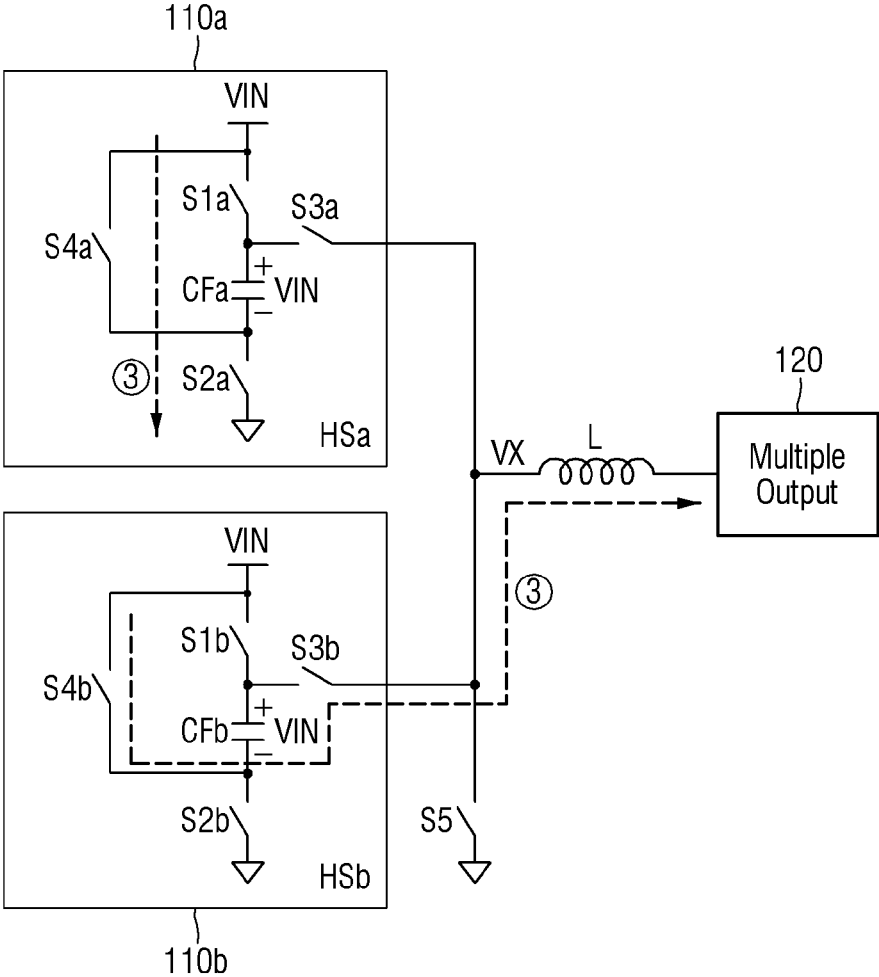 110a
VIN
S1a
S3a
S4a
+
CFa
VIN
−
③
S2a
HSa
120
VX
L
Multiple
Output
VIN
③
S1b
S3b
S4b
+
CFb
VIN
−
S2b
S5
HSb
110b